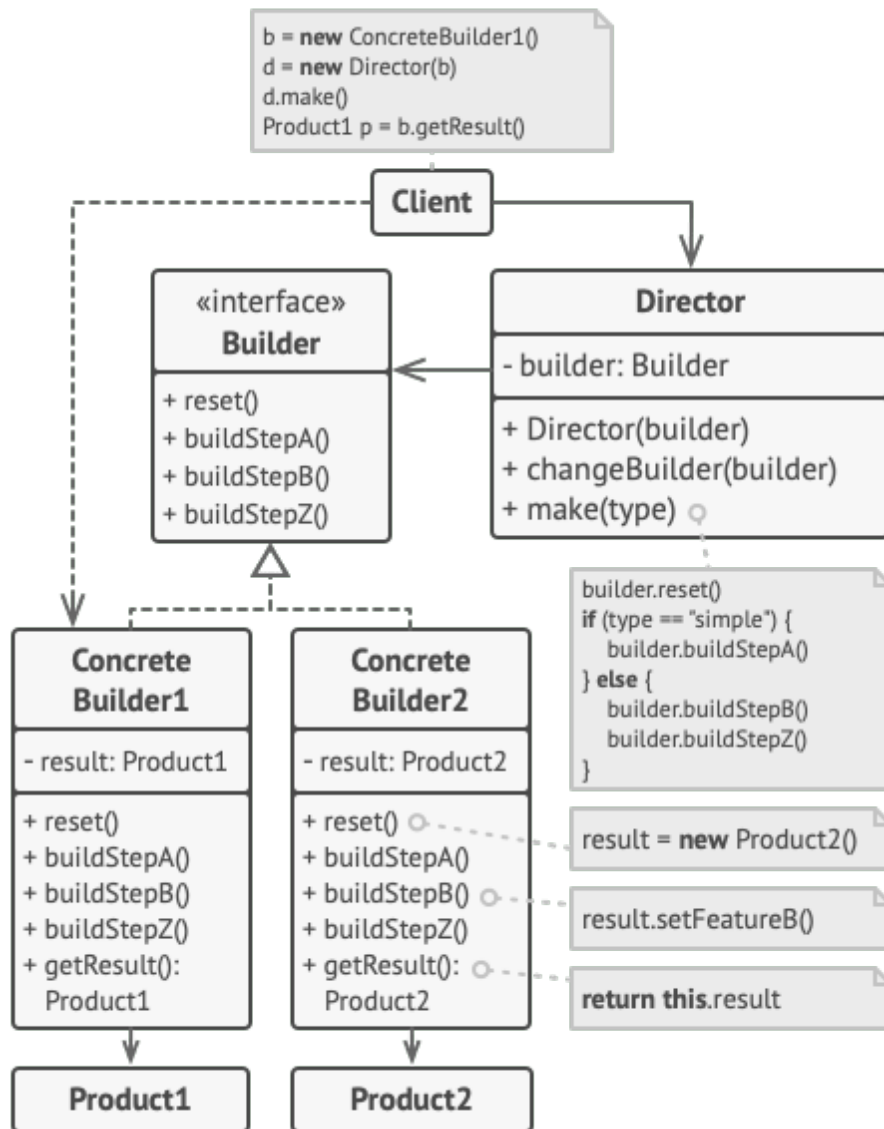 b = new ConcreteBuilder1()
d = new Director(b)
d.make()
Product1 p = b.getResult()
Client
«interface»
Builder
+ reset()
+ buildStepA()
+ buildStepB()
+ buildStepZ()
Director
- builder: Builder
+ Director(builder)
+ changeBuilder(builder)
+ make(type)
builder.reset()
if (type == "simple") {
builder.buildStepA()
} else {
builder.buildStepB()
builder.buildStepZ()
}
Concrete
Builder1
- result: Product1
+ reset()
+ buildStepA()
+ buildStepB()
+ buildStepZ()
+ getResult():
Product1
Concrete
Builder2
- result: Product2
+ reset()
+ buildStepA()
+ buildStepB()
+ buildStepZ()
+ getResult():
Product2
result = new Product2()
result.setFeatureB()
return this.result
Product1
Product2